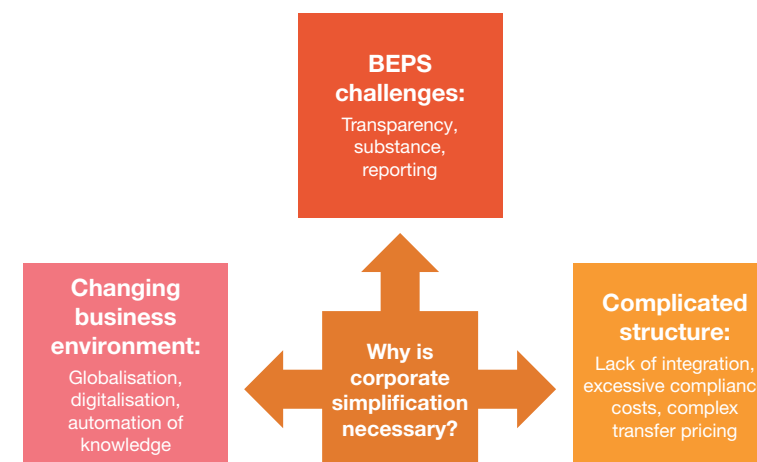 BEPS
challenges:
Transparency,
substance,
reporting
Changing
business
environment:
Globalisation,
digitalisation,
automation of
knowledge
Why is
corporate
simplification
necessary?
Complicated
structure:
Lack of integration,
excessive complianc
costs, complex
transfer pricing